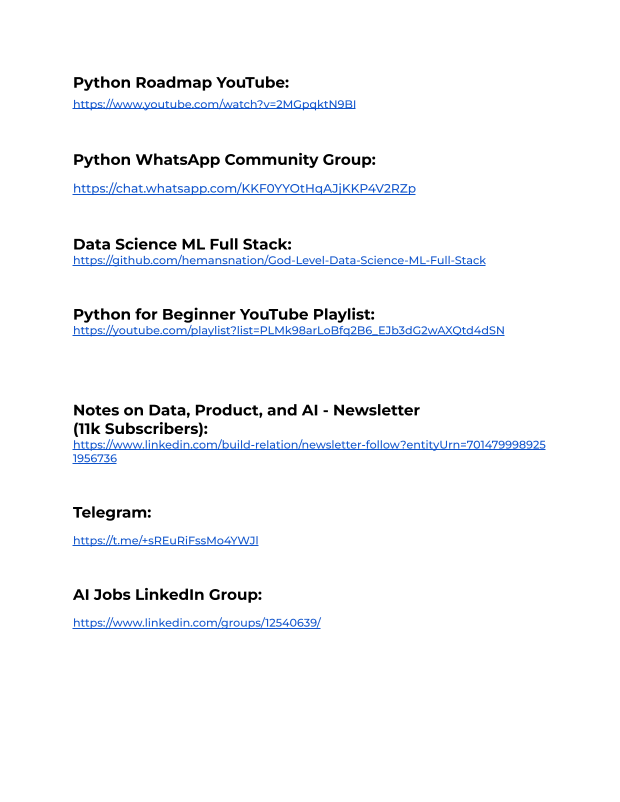 Python Roadmap YouTube:
https://www.youtube.com/watch?v=2MGpqktN9BI
Python WhatsApp Community Group:
https://chat.whatsapp.com/KKF0YYOtHqAJjKKP4V2RZp
Data Science ML Full Stack:
https://github.com/hemansnation/God-Level-Data-Science-ML-Full-Stack
Python for Beginner YouTube Playlist:
https://youtube.com/playlist?list=PLMk98arLoBfq2B6_EJb3dG2wAXQtd4dSN
Notes on Data, Product, and AI - Newsletter
(11k Subscribers):
https://www.linkedin.com/build-relation/newsletter-follow?entityUrn=701479998925
1956736
Telegram:
https://t.me/+sREuRiFssMo4YWJl
AI Jobs LinkedIn Group:
https://www.linkedin.com/groups/12540639/